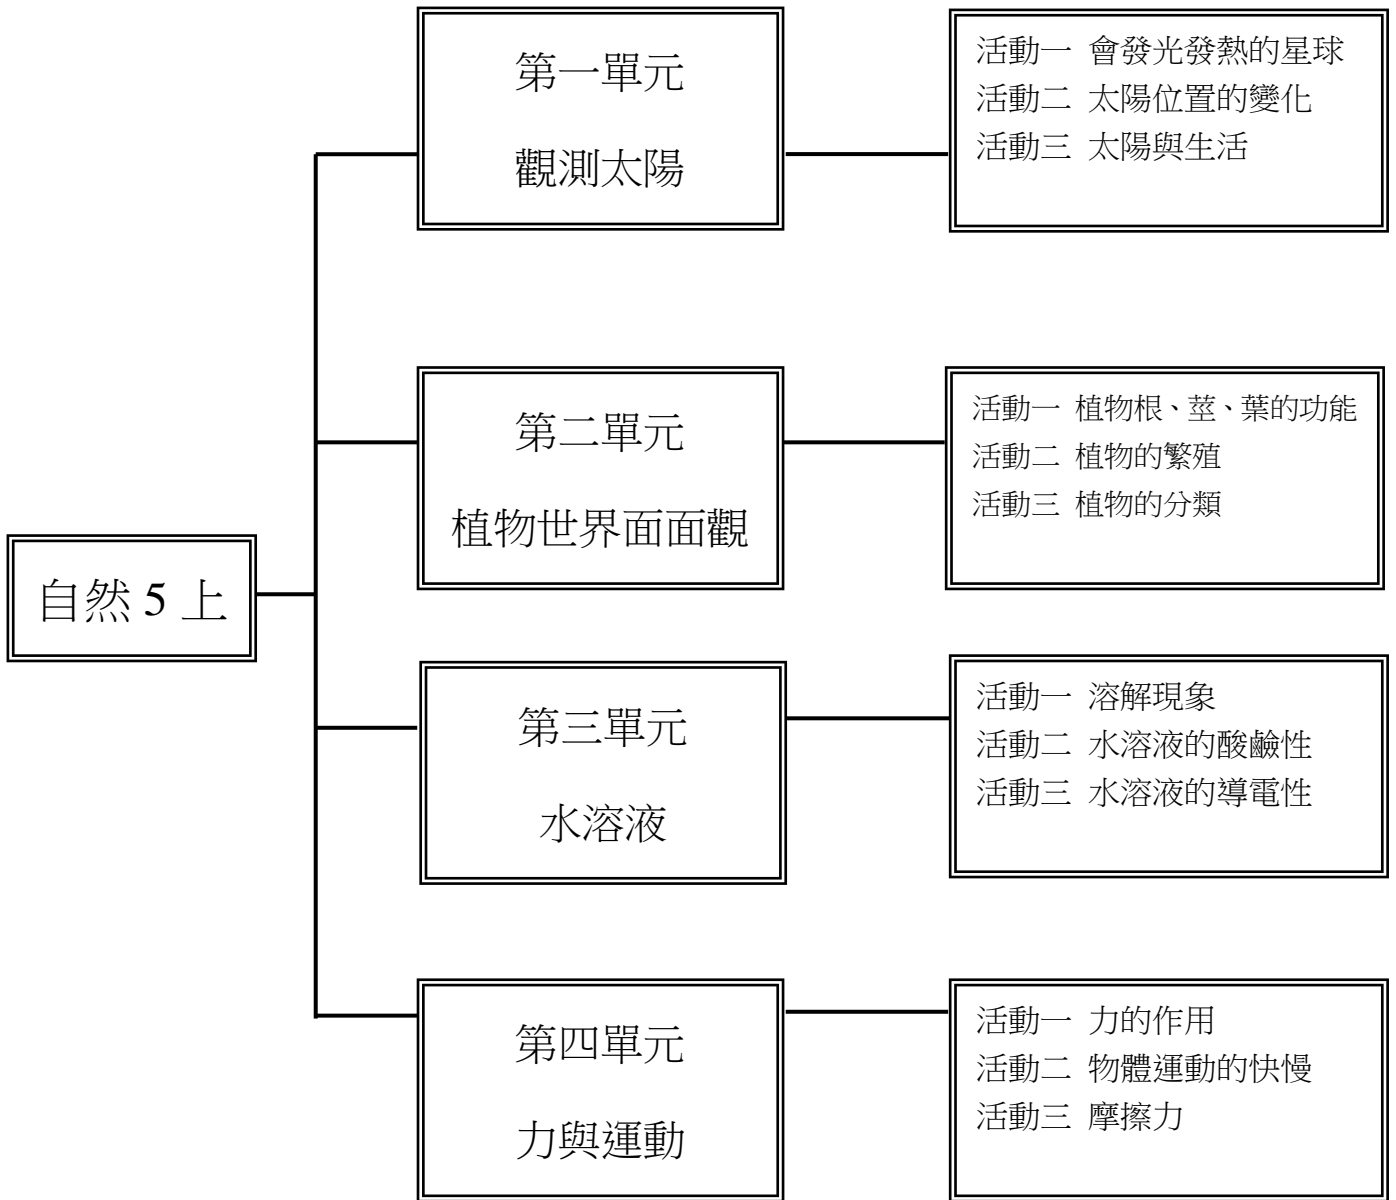 自然 5 上
第一單元
觀測太陽
活動一 會發光發熱的星球
活動二 太陽位置的變化
活動三 太陽與生活
第二單元
植物世界面面觀
活動一 植物根、莖、葉的功能
活動二 植物的繁殖
活動三 植物的分類
第三單元
水溶液
活動一 溶解現象
活動二 水溶液的酸鹼性
活動三 水溶液的導電性
第四單元
力與運動
活動一 力的作用
活動二 物體運動的快慢
活動三 摩擦力